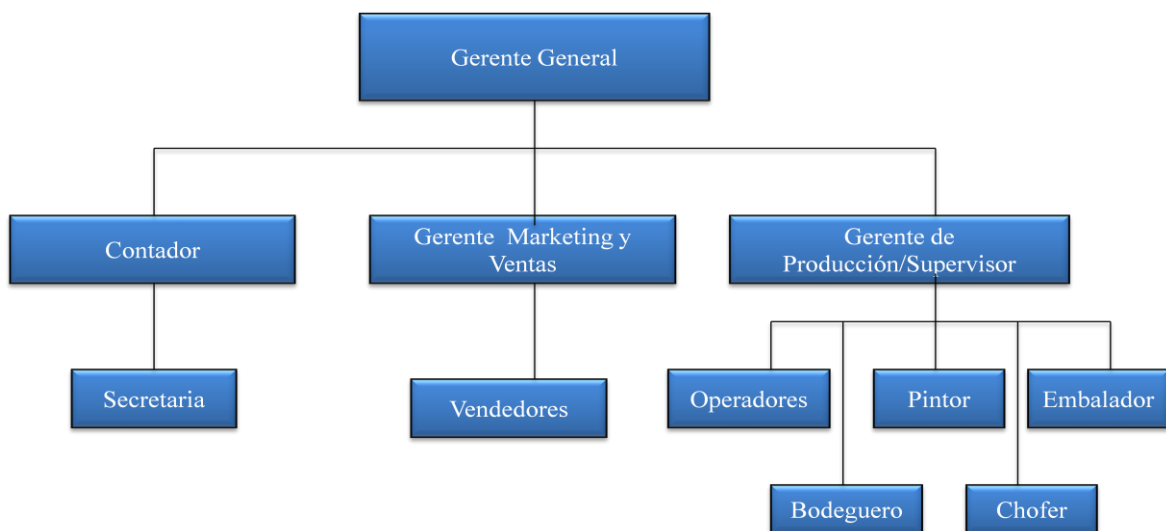 Gerente General
Contador
Gerente Marketing y
Ventas
Gerente de
Producción/Supervisor
Secretaria
Vendedores
Operadores
Pintor
Embalador
Bodeguero
Chofer